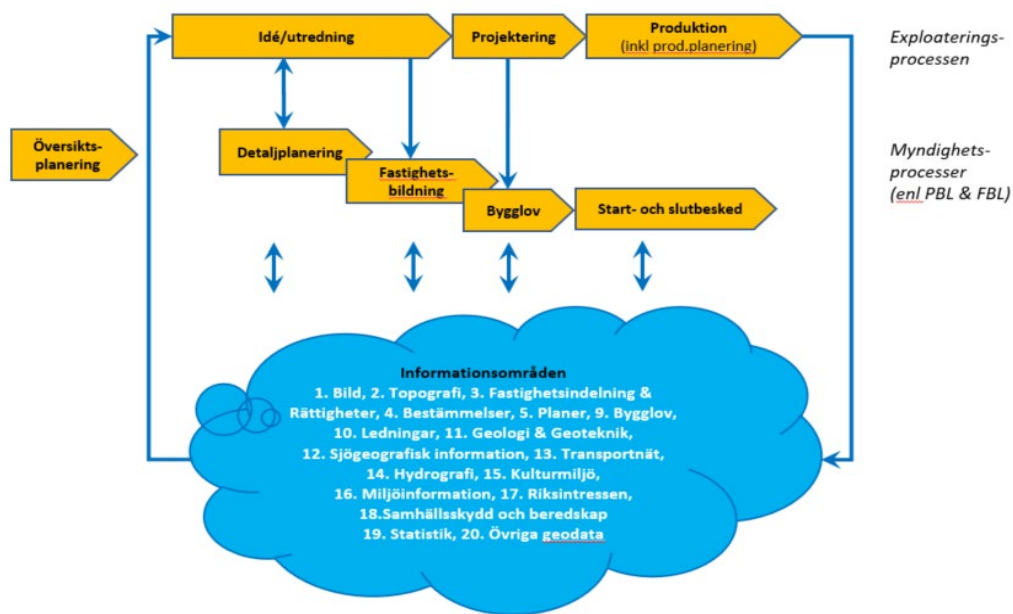 Idé/utredning
Projektering
Produktion
(inkl prod.planering)
Exploaterings-
processen
Översikts-
planering
Detaljplanering
Fastighets-
bildning
Bygglov
Start- och slutbesked
Myndighets-
processer
(enl PBL & FBL)
Informationsområden
1. Bild, 2. Topografi, 3. Fastighetsindelning &
Rättigheter, 4. Bestämmelser, 5. Planer, 9. Bygglov,
10. Ledningar, 11. Geologi & Geoteknik,
12. Sjögeografisk information, 13. Transportnät,
14. Hydrografi, 15. Kulturmiljö,
16. Miljöinformation, 17. Riksintressen,
18.Samhällsskydd och beredskap
19. Statistik, 20. Övriga geodata